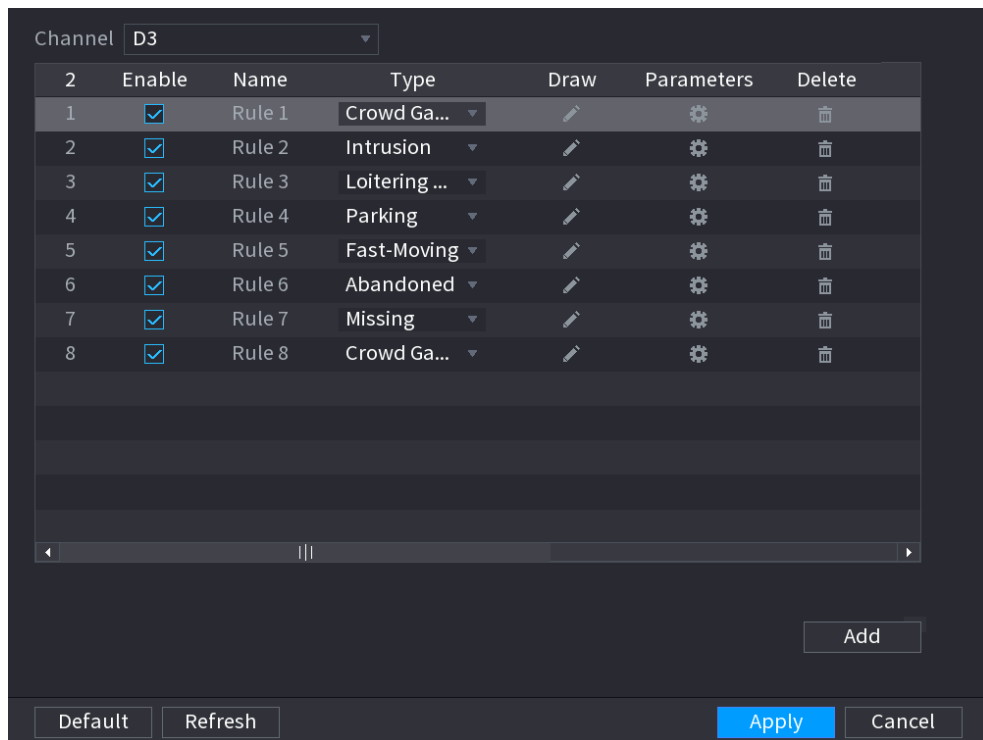 Channel D3
2 Enable Name Type Draw Parameters Delete
1 Rule 1 Crowd Ga...
2 Rule 2 Intrusion
3 Rule 3 Loitering ...
4 Rule 4 Parking
5 Rule 5 Fast-Moving
6 Rule 6 Abandoned
7 Rule 7 Missing
8 Rule 8 Crowd Ga...
Add
Default Refresh Apply Cancel